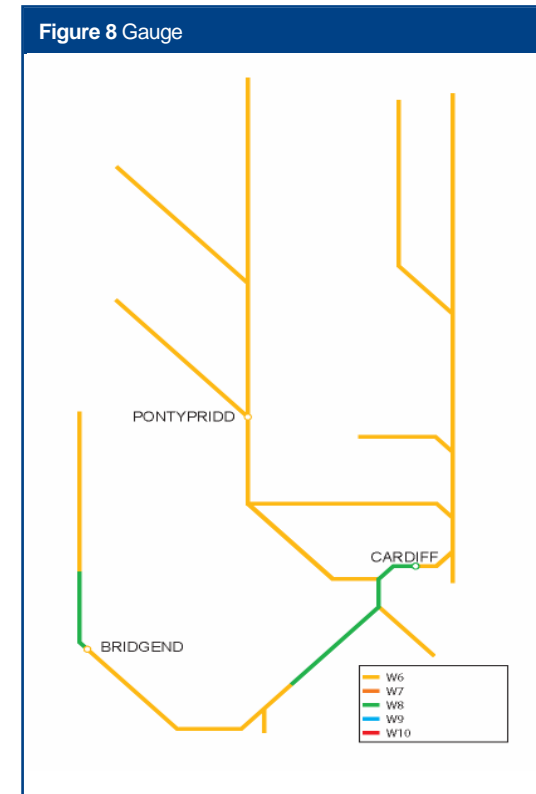 Figure 8 Gauge
PONTYPRIDD
CARDIFF
BRIDGEND
W6
W7
W8
W9
W10